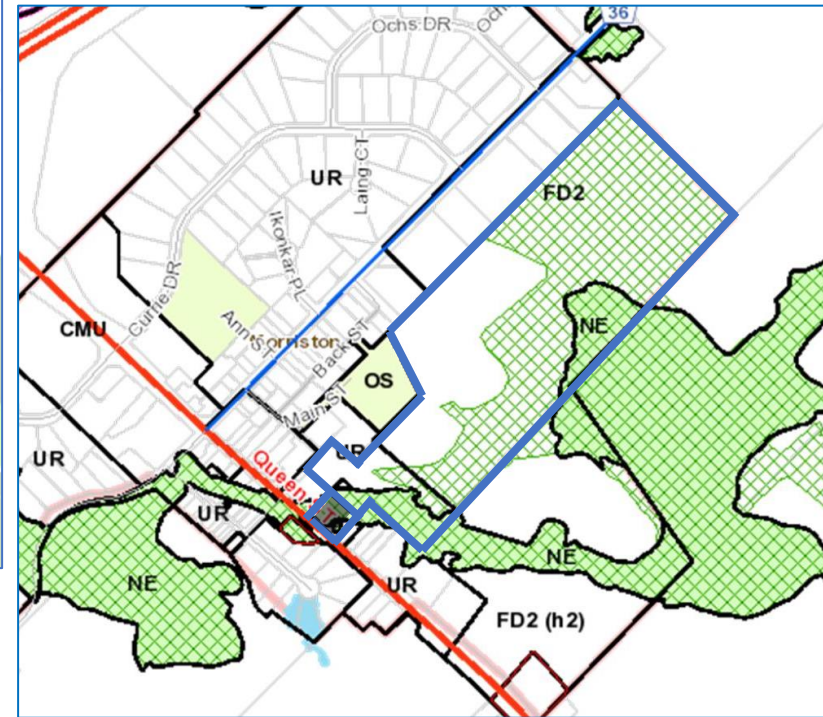 36
Ochs DR
FD2
UR
Laing CT
Ikonkar PL
Currie DR
CMU
Ann ST
Morriston
Back ST
NE
OS
Main ST
UR
UR
Queen ST
UR
NE
NE
UR
FD2 (h2)